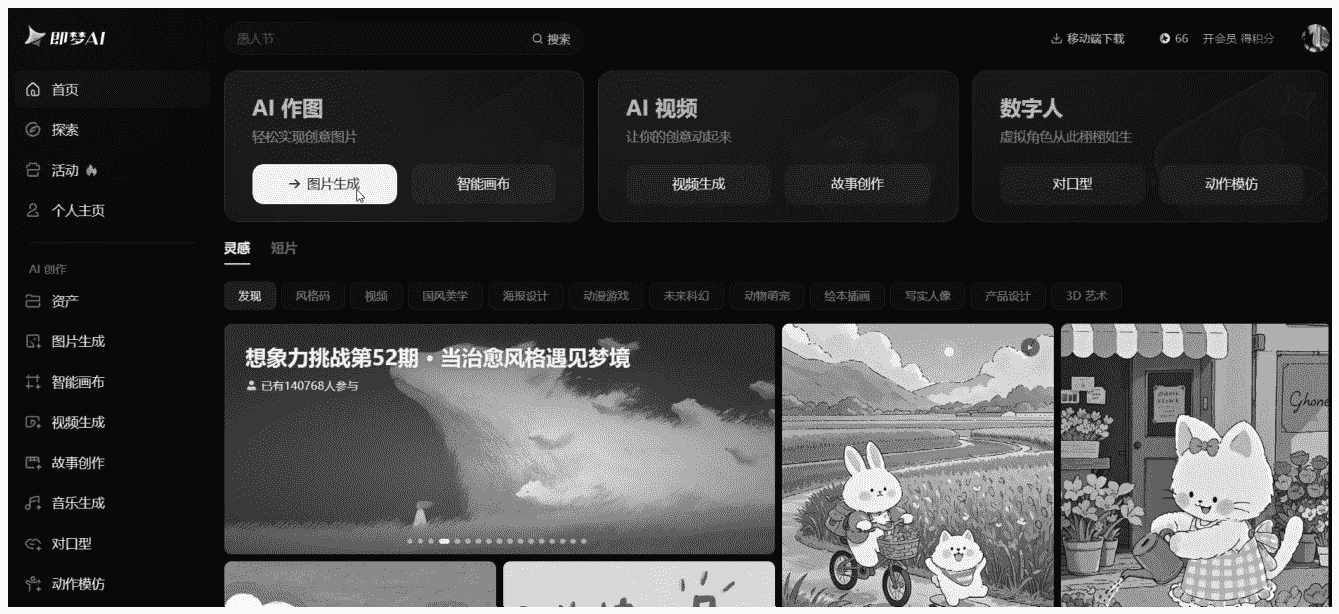 即梦AI
愚人节
搜索
移动端下载
66
开会员 得积分
首页
探索
活动
个人主页
AI 创作
资产
图片生成
智能画布
视频生成
故事创作
音乐生成
对口型
动作模仿
AI 作图
轻松实现创意图片
图片生成
智能画布
AI 视频
让你的创意动起来
视频生成
故事创作
数字人
虚拟角色从此栩栩如生
对口型
动作模仿
灵感
短片
发现
风格码
视频
国风美学
海报设计
动漫游戏
未来科幻
动物萌宠
绘本插画
写实人像
产品设计
3D 艺术
想象力挑战第52期·当治愈风格遇见梦境
已有140768人参与